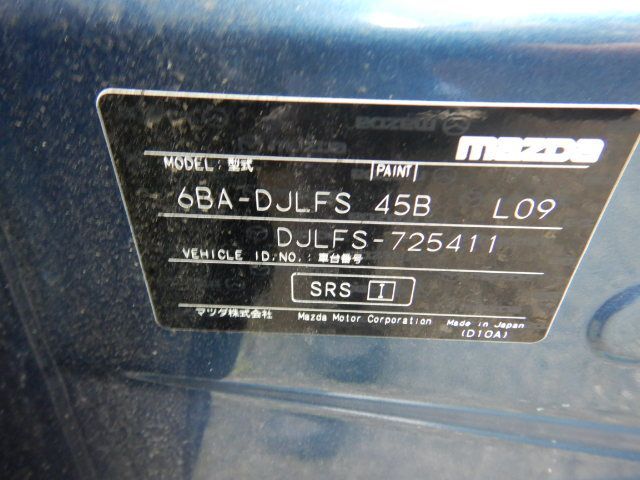 mazda
MODEL: 型式 PAINT
6BA-DJLFS 45B L09
DJLFS-725411
VEHICLE ID.NO.: 車台番号
SRS I
マツダ株式会社 Mazda Motor Corporation Made in Japan
(D10A)